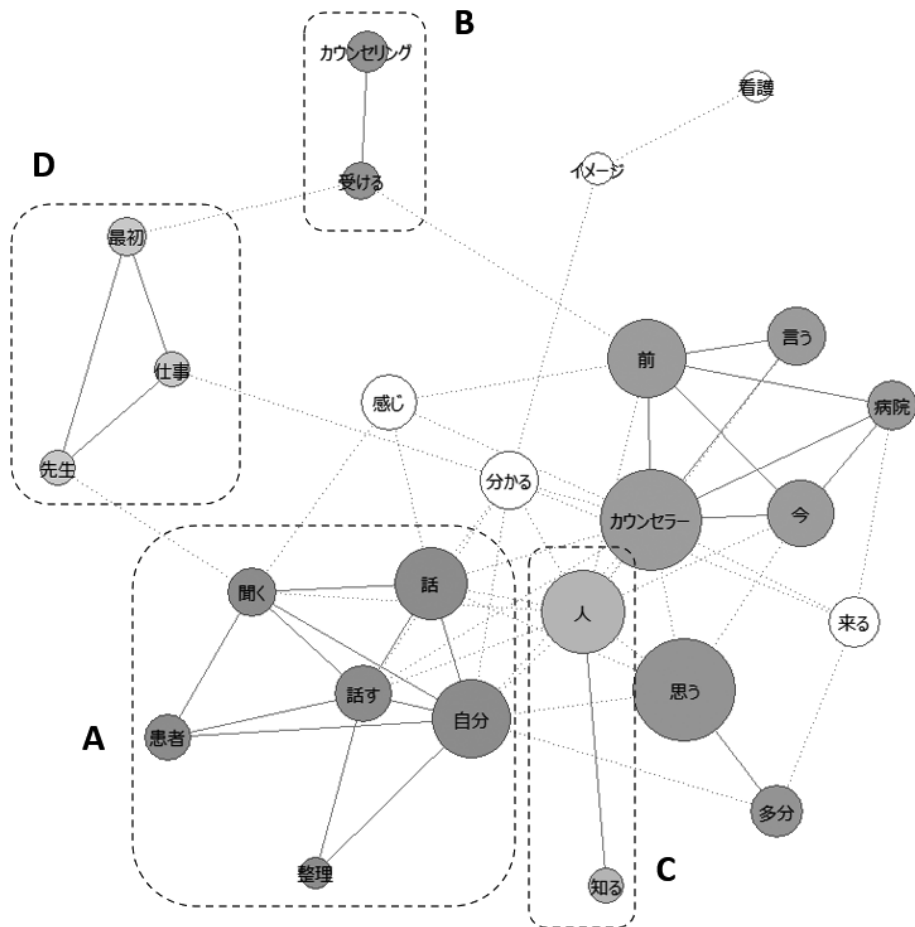 B
カウンセリング
看護
D
イメージ
受ける
最初
言う
前
仕事
感じ
病院
先生
分かる
カウンセラー
今
話
聞く
人
来る
話す
思う
自分
A
患者
多分
整理
C
知る